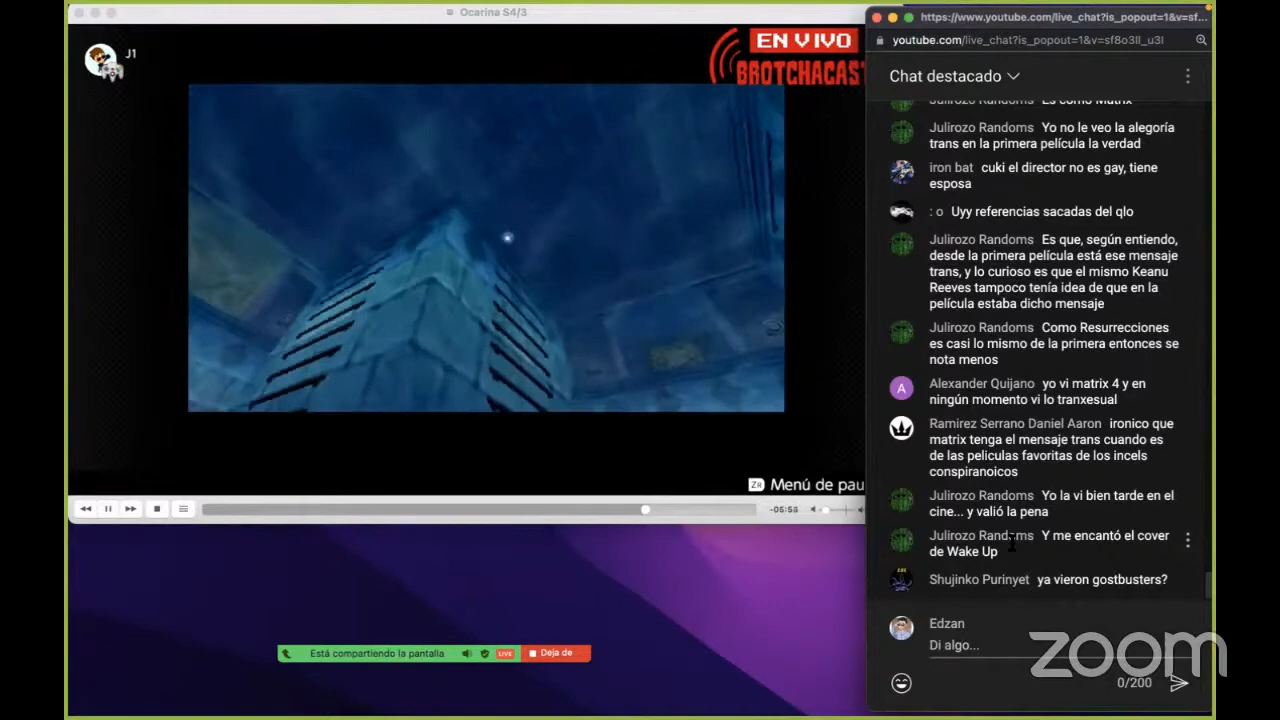 Ocarina S4/3
J1
EN VIVO
BROTCHACAST
ZR Menú de pau
-05:53
Está compartiendo la pantalla
LIVE
Deja de
https://www.youtube.com/live_chat?is_popout=1&v=sf...
youtube.com/live_chat?is_popout=1&v=sf8o3ll_u3I
Chat destacado
Julirozo Randoms Es como Matrix
Julirozo Randoms Yo no le veo la alegoría
trans en la primera película la verdad
iron bat cuki el director no es gay, tiene
esposa
: o Uyy referencias sacadas del qlo
Julirozo Randoms Es que, según entiendo,
desde la primera película está ese mensaje
trans, y lo curioso es que el mismo Keanu
Reeves tampoco tenía idea de que en la
película estaba dicho mensaje
Julirozo Randoms Como Resurrecciones
es casi lo mismo de la primera entonces se
nota menos
A
Alexander Quijano yo vi matrix 4 y en
ningún momento vi lo tranxesual
Ramirez Serrano Daniel Aaron ironico que
matrix tenga el mensaje trans cuando es
de las peliculas favoritas de los incels
conspiranoicos
Julirozo Randoms Yo la vi bien tarde en el
cine... y valió la pena
Julirozo Randoms Y me encantó el cover
de Wake Up
Shujinko Purinyet ya vieron gostbusters?
Edzan
Di algo...
0/200
zoom